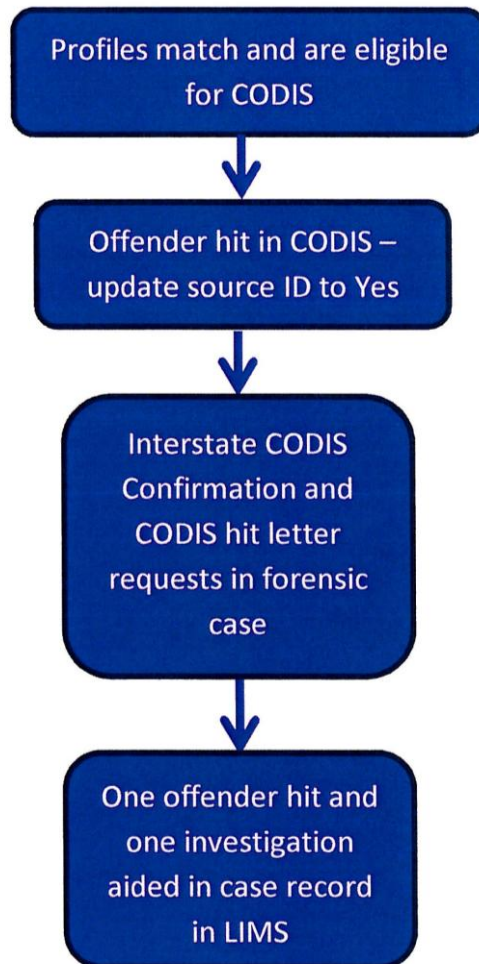 Profiles match and are eligible
for CODIS
Offender hit in CODIS –
update source ID to Yes
Interstate CODIS
Confirmation and
CODIS hit letter
requests in forensic
case
One offender hit and
one investigation
aided in case record
in LIMS